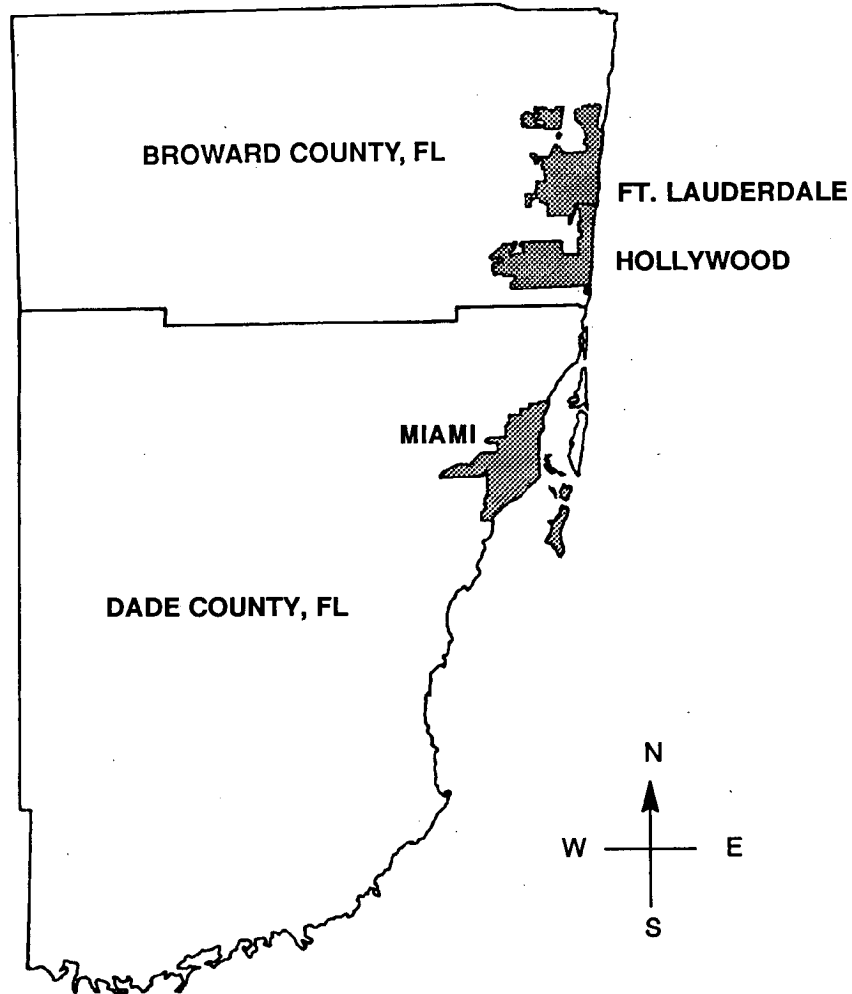 BROWARD COUNTY, FL
FT. LAUDERDALE
HOLLYWOOD
MIAMI
DADE COUNTY, FL
N
W E
S